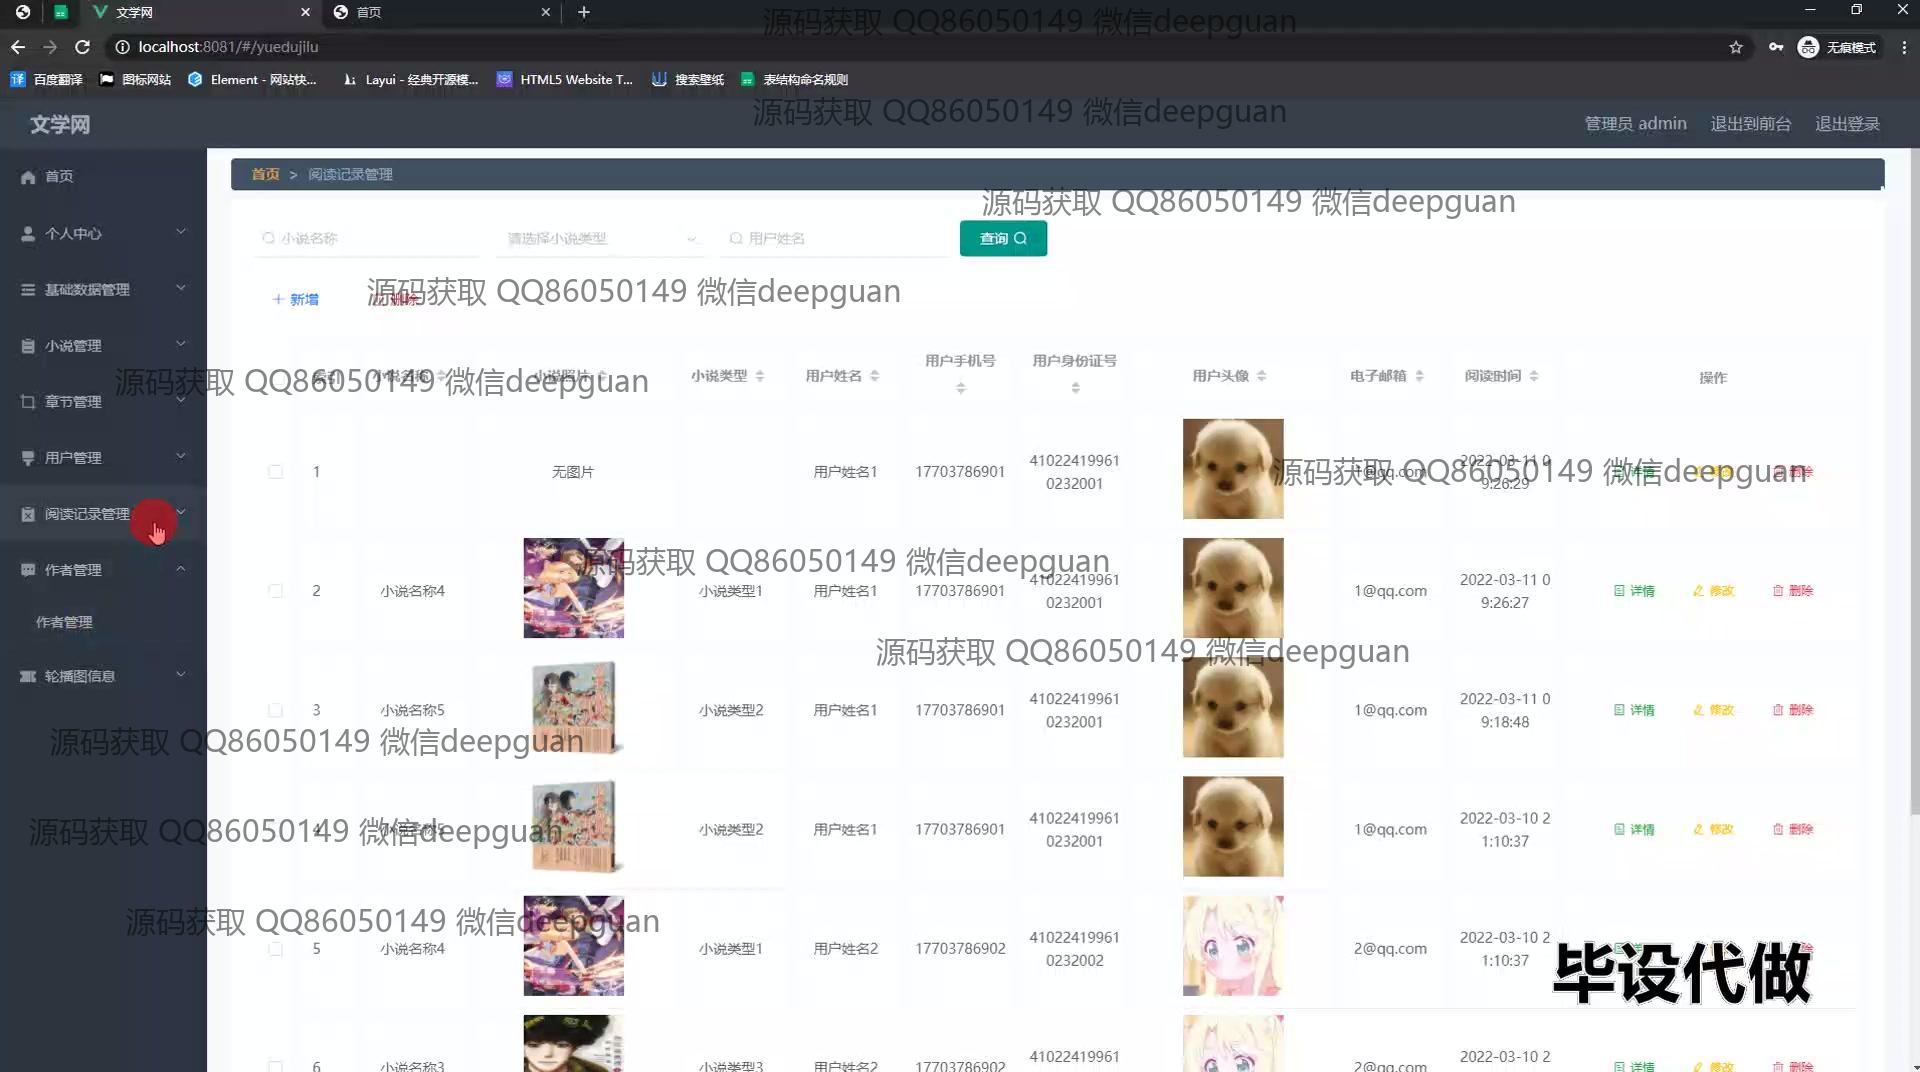 文学网
首页
localhost:8081/#/yuedujilu
无痕模式
百度翻译
图标网站
Element - 网站快...
Layui - 经典开源模...
HTML5 Website T...
搜索壁纸
表结构命名规则
源码获取 QQ86050149 微信deepguan
源码获取 QQ86050149 微信deepguan
文学网
管理员 admin
退出到前台
退出登录
首页
个人中心
基础数据管理
小说管理
章节管理
用户管理
阅读记录管理
作者管理
作者管理
轮播图信息
首页 > 阅读记录管理
源码获取 QQ86050149 微信deepguan
小说名称
请选择小说类型
用户姓名
查询
+ 新增
删除
源码获取 QQ86050149 微信deepguan
源码获取 QQ86050149 微信deepguan
索引 小说名称 小说照片 小说类型 用户姓名 用户手机号 用户身份证号 用户头像 电子邮箱 阅读时间 操作
1 无图片 用户姓名1 17703786901 41022419961 1@qq.com 2022-03-11 0 详情 修改 删除
0232001 9:26:29
源码获取 QQ86050149 微信deepguan
源码获取 QQ86050149 微信deepguan
2 小说名称4 小说类型1 用户姓名1 17703786901 41022419961 1@qq.com 2022-03-11 0 详情 修改 删除
0232001 9:26:27
源码获取 QQ86050149 微信deepguan
3 小说名称5 小说类型2 用户姓名1 17703786901 41022419961 1@qq.com 2022-03-11 0 详情 修改 删除
0232001 9:18:48
源码获取 QQ86050149 微信deepguan
4 小说名称5 小说类型2 用户姓名1 17703786901 41022419961 1@qq.com 2022-03-10 2 详情 修改 删除
0232001 1:10:37
源码获取 QQ86050149 微信deepguan
源码获取 QQ86050149 微信deepguan
5 小说名称4 小说类型1 用户姓名2 17703786902 41022419961 2@qq.com 2022-03-10 2
0232002 1:10:37
毕设代做
6 小说名称3 小说类型3 用户姓名2 17703786902 41022419961 2@qq.com 2022-03-10 2 详情 修改 删除